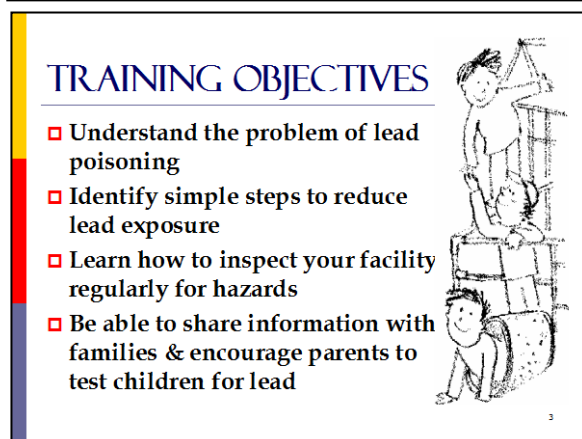 TRAINING OBJECTIVES
Understand the problem of lead
poisoning
Identify simple steps to reduce
lead exposure
Learn how to inspect your facility
regularly for hazards
Be able to share information with
families & encourage parents to
test children for lead
3